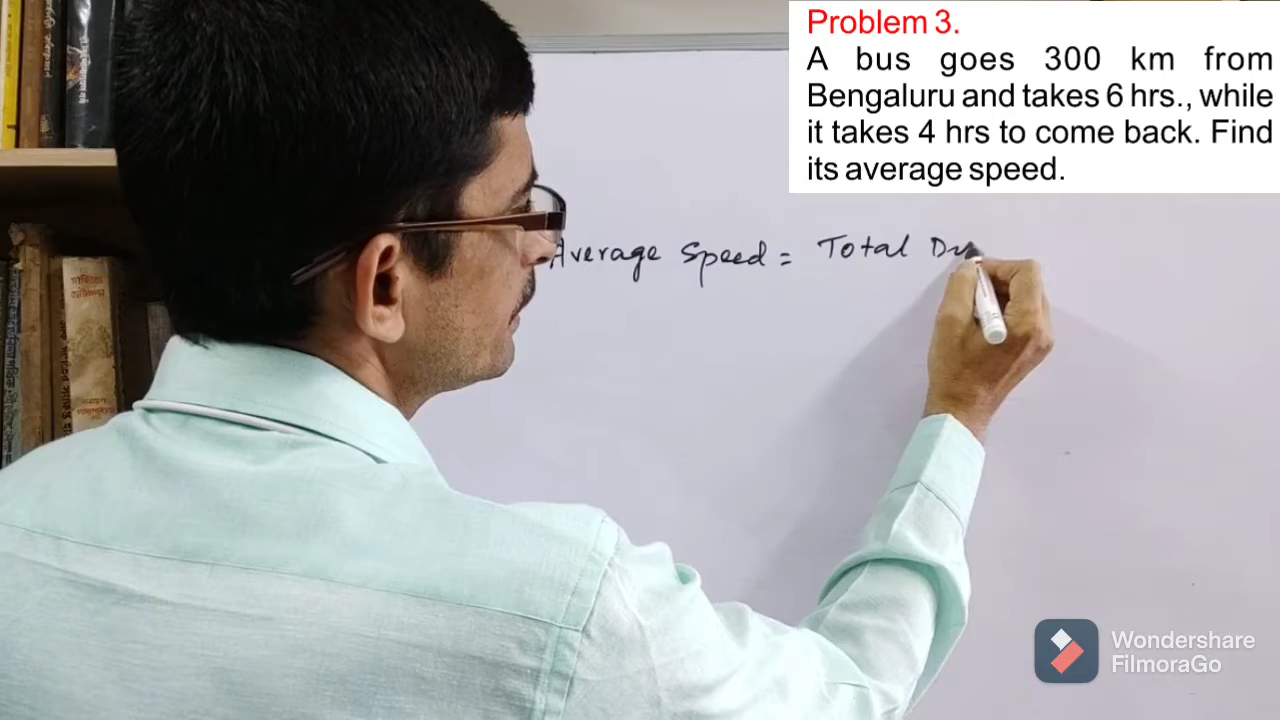 Problem 3.
A bus goes 300 km from
Bengaluru and takes 6 hrs., while
it takes 4 hrs to come back. Find
its average speed.
Average Speed = Total
Wondershare
FilmoraGo